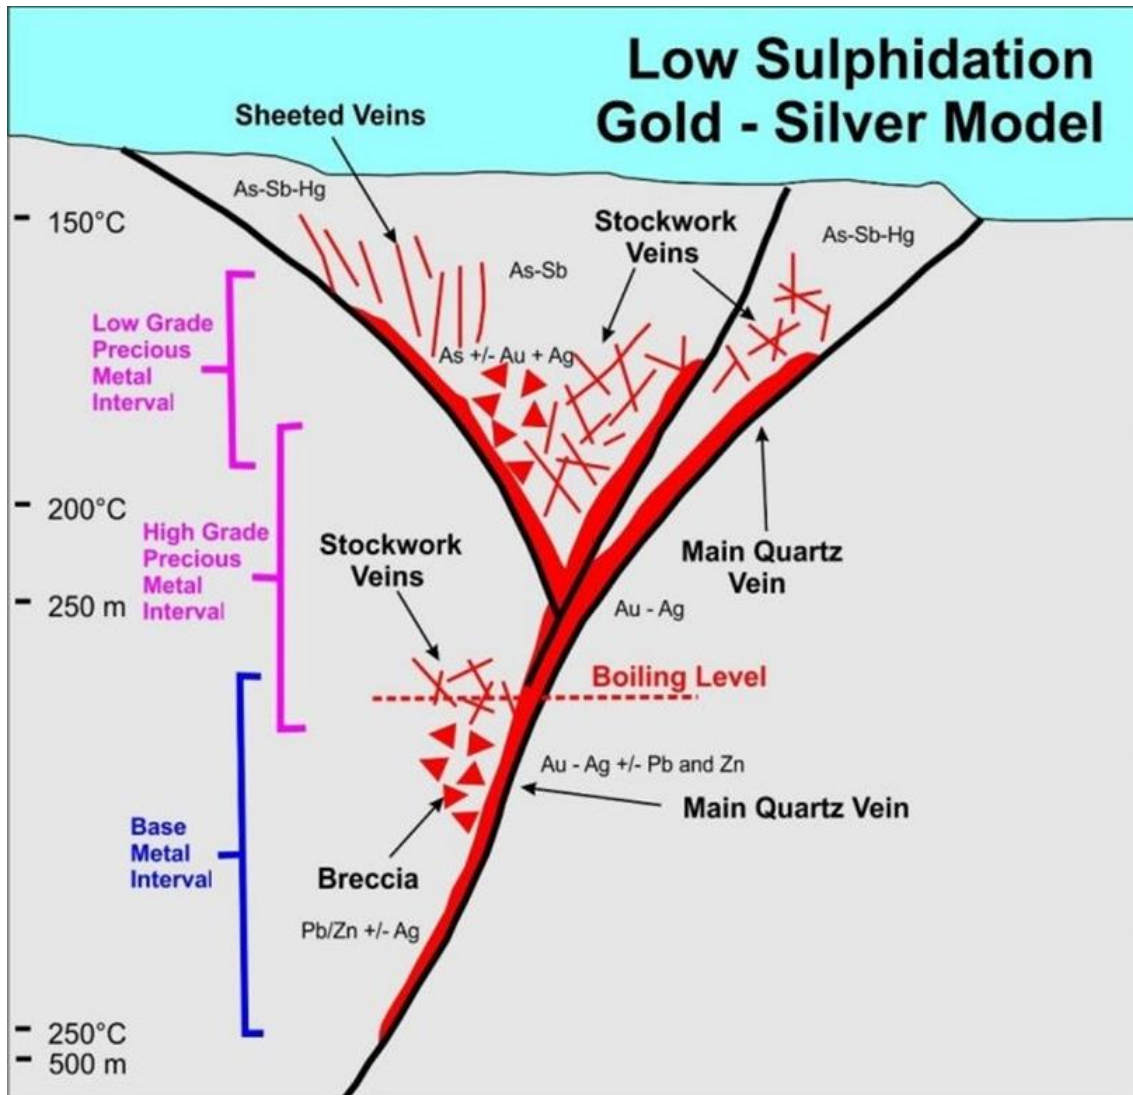 Low Sulphidation
Gold - Silver Model
Sheeted Veins
As-Sb-Hg
150°C
Stockwork
Veins
As-Sb-Hg
As-Sb
Low Grade
Precious
Metal
Interval
As +/- Au + Ag
200°C
High Grade
Precious
Metal
Interval
250 m
Stockwork
Veins
Main Quartz
Vein
Au - Ag
Boiling Level
Au - Ag +/- Pb and Zn
Main Quartz Vein
Base
Metal
Interval
Breccia
Pb/Zn +/- Ag
250°C
500 m